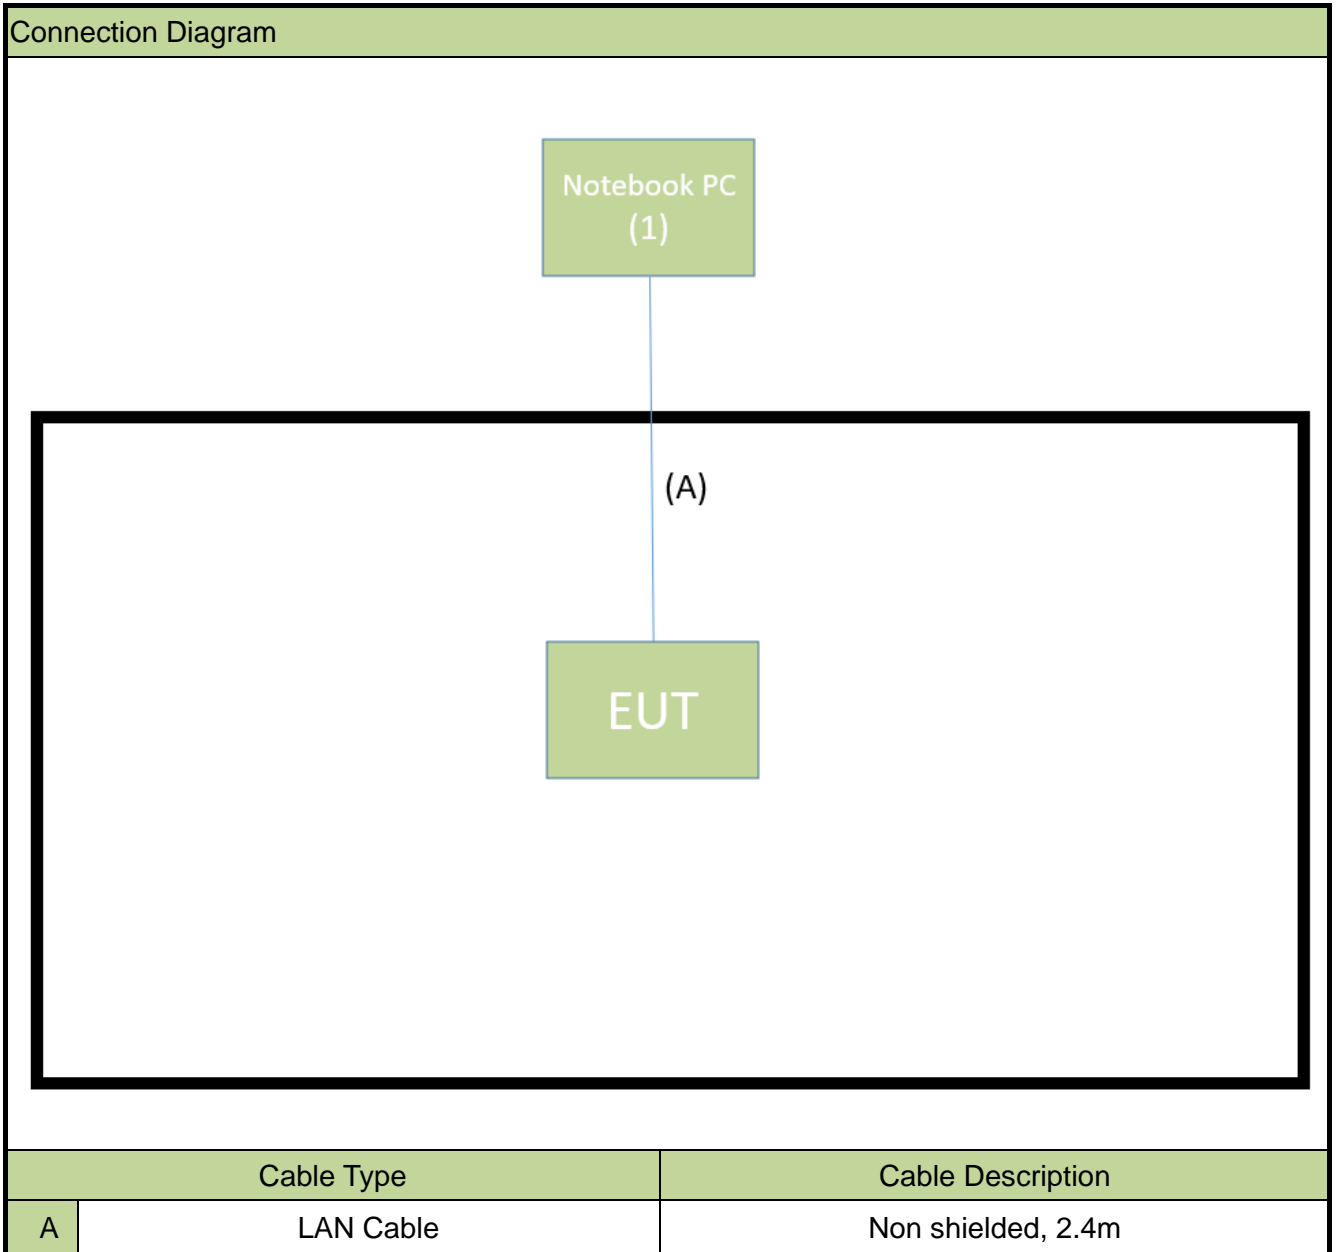 Connection Diagram
Notebook PC
(1)
(A)
EUT
Cable Type Cable Description
A LAN Cable Non shielded, 2.4m